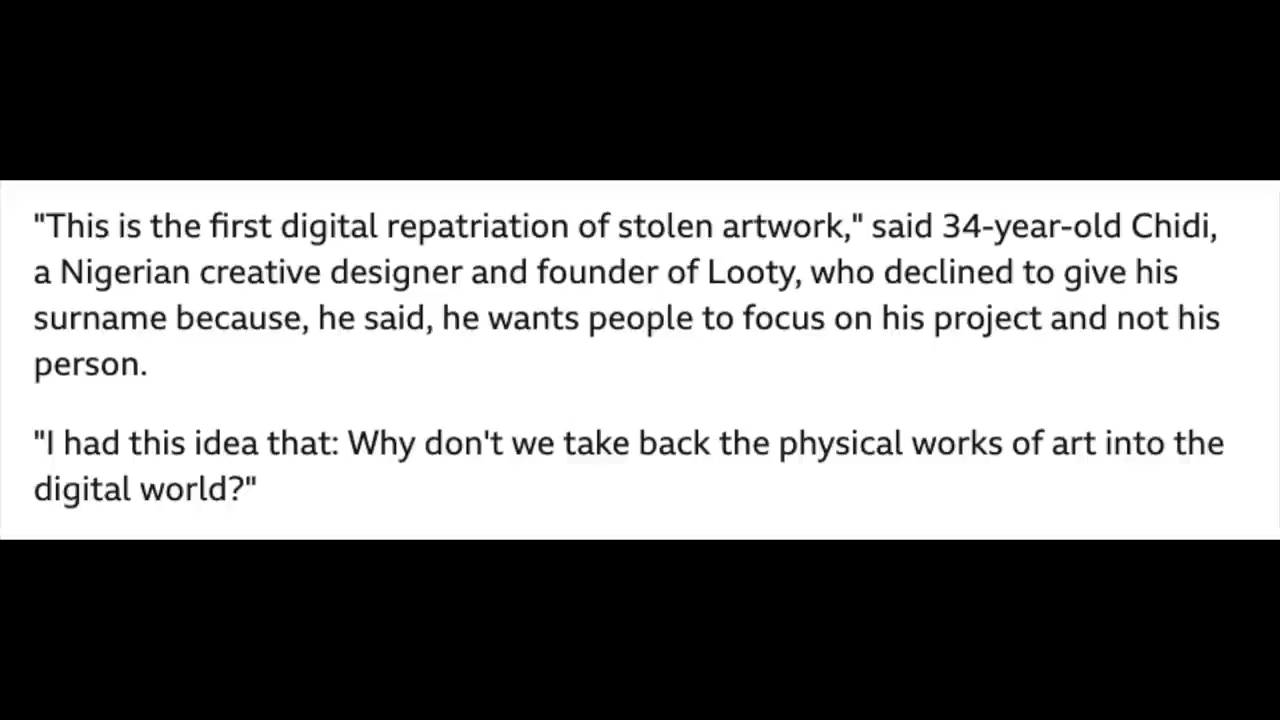 "This is the first digital repatriation of stolen artwork," said 34-year-old Chidi,
a Nigerian creative designer and founder of Looty, who declined to give his
surname because, he said, he wants people to focus on his project and not his
person.
"I had this idea that: Why don't we take back the physical works of art into the
digital world?"